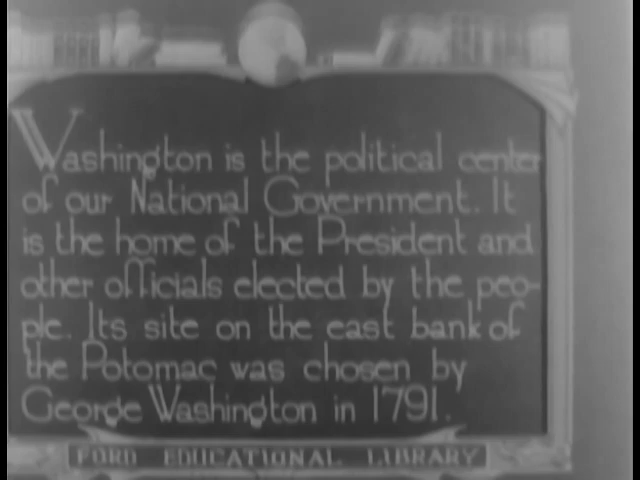 Washington is the political center
of our National Government. It
is the home of the President and
other officials elected by the peo-
ple. Its site on the east bank of
the Potomac was chosen by
George Washington in 1791.
FORD EDUCATIONAL LIBRARY